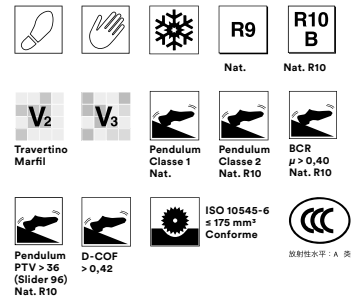 R9
R10
B
Nat.
Nat. R10
V2
V3
Travertino
Marfil
Pendulum
Classe 1
Nat.
Pendulum
Classe 2
Nat. R10
BCR
μ > 0,40
Nat. R10
Pendulum
PTV > 36
(Slider 96)
Nat. R10
D-COF
> 0,42
ISO 10545-6
≤ 175 mm³
Conforme
CCC
放射性水平：A 类